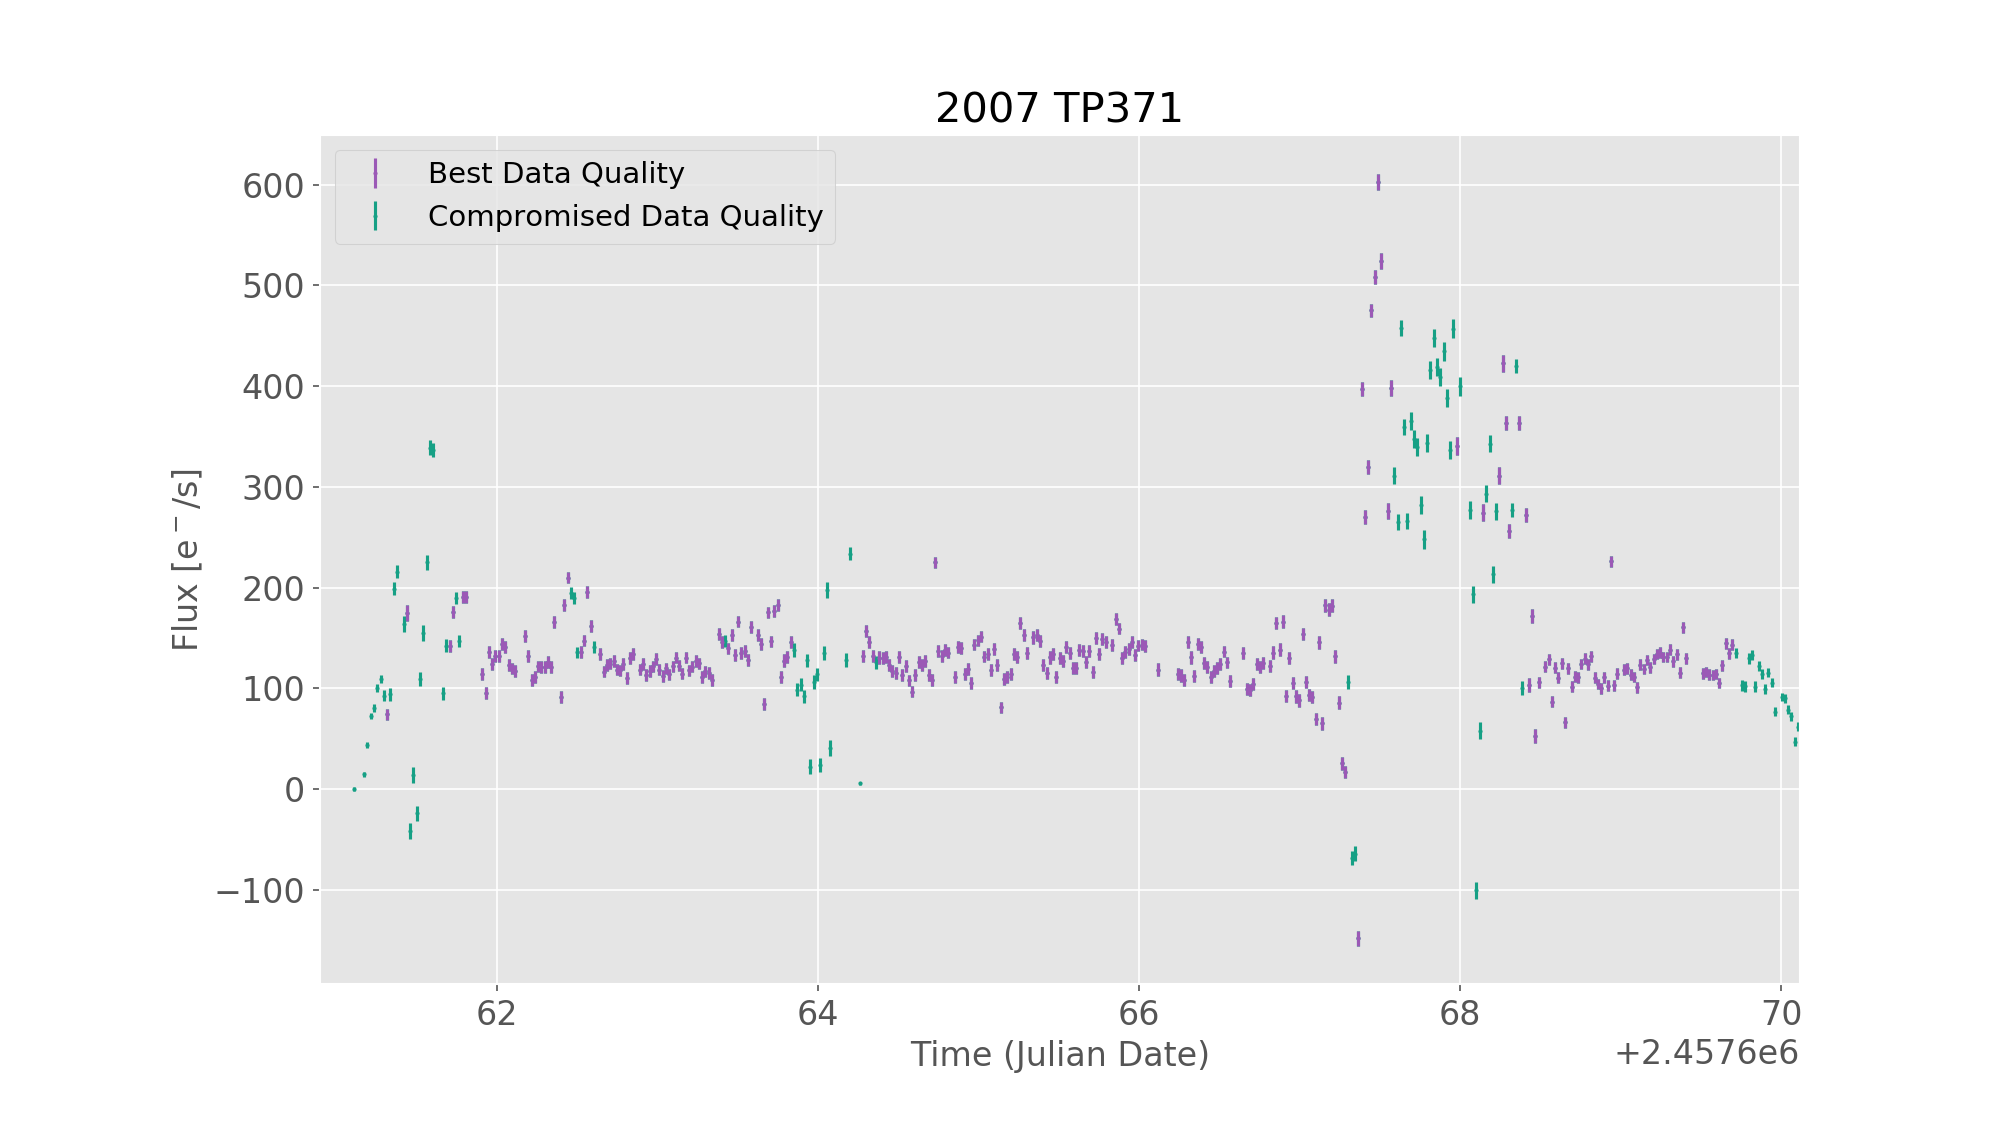 2007 TP371
Best Data Quality
Compromised Data Quality
600
500
400
300
200
100
0
−100
Flux [e⁻/s]
62 64 66 68 70
Time (Julian Date)
+2.4576e6